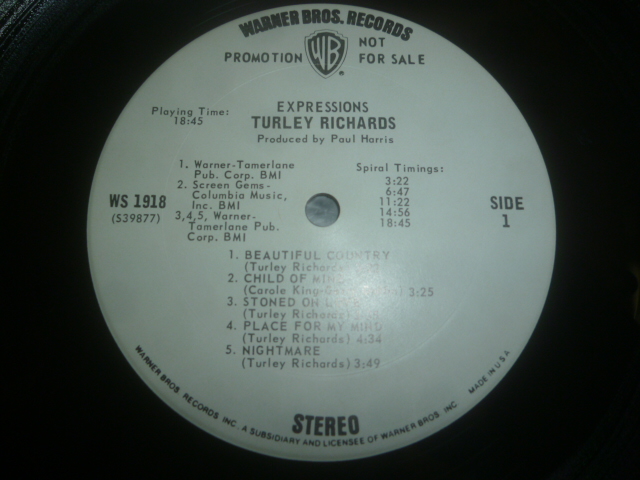 WARNER BROS. RECORDS
PROMOTION NOT FOR SALE
WB
®
EXPRESSIONS
TURLEY RICHARDS
Produced by Paul Harris
Playing Time:
18:45
1. Warner-Tamerlane
Pub. Corp. BMI
2. Screen Gems-
Columbia Music,
Inc. BMI
3,4,5, Warner-
Tamerlane Pub.
Corp. BMI
Spiral Timings:
3:22
6:47
11:22
14:56
18:45
WS 1918
(S39877)
SIDE
1
1. BEAUTIFUL COUNTRY
(Turley Richards)
2. CHILD OF MINE
(Carole King- 3:25
3. STONED ON
(Turley Richards)
4. PLACE FOR MY MIND
(Turley Richards) 4:34
5. NIGHTMARE
(Turley Richards) 3:49
STEREO
WARNER BROS. RECORDS INC. A SUBSIDIARY AND LICENSEE OF WARNER BROS. INC. MADE IN U.S.A.